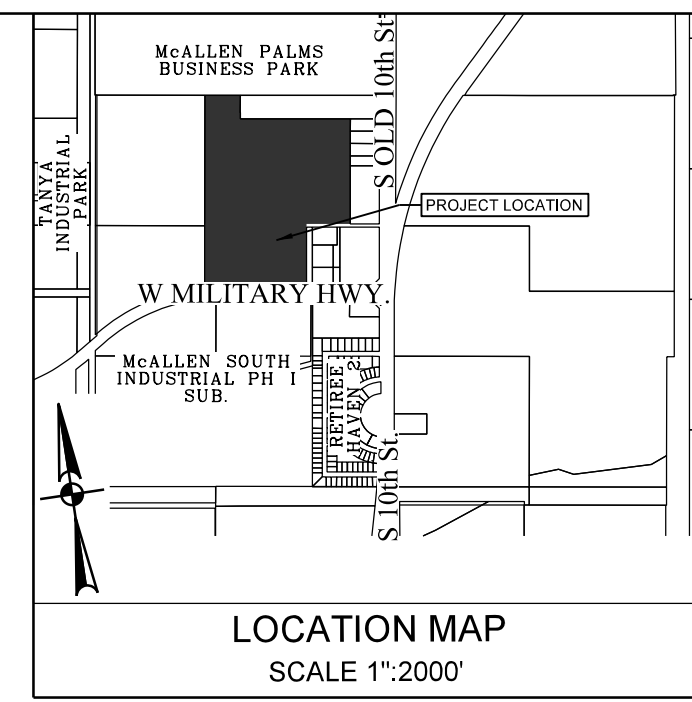 McALLEN PALMS
BUSINESS PARK
S OLD 10th St.
TANYA
INDUSTRIAL
PARK
PROJECT LOCATION
W MILITARY HWY.
McALLEN SOUTH
INDUSTRIAL PH I
SUB.
RETIREE
HAVEN 2
S 10th St.
LOCATION MAP
SCALE 1":2000'